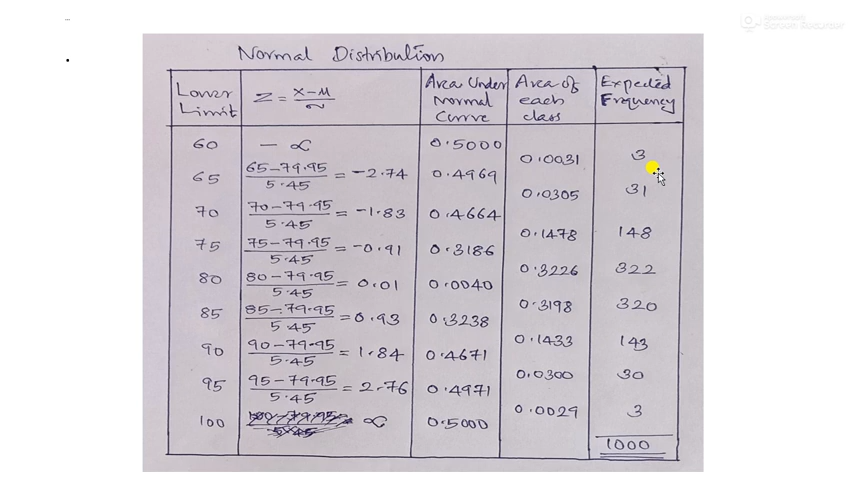 Normal Distribution
Lower Limit | Z = X-μ/σ | Area Under Normal Curve | Area of each class | Expected Frequency
60 | - ∝ | 0.5000
0.0031 | 3
65 | 65-79.95/5.45 = -2.74 | 0.4969
0.0305 | 31
70 | 70-79.95/5.45 = -1.83 | 0.4664
0.1478 | 148
75 | 75-79.95/5.45 = -0.91 | 0.3186
0.3226 | 322
80 | 80-79.95/5.45 = 0.01 | 0.0040
0.3198 | 320
85 | 85-79.95/5.45 = 0.93 | 0.3238
0.1433 | 143
90 | 90-79.95/5.45 = 1.84 | 0.4671
0.0300 | 30
95 | 95-79.95/5.45 = 2.76 | 0.4971
0.0029 | 3
100 | ∝ | 0.5000
1000
Screen Recorder